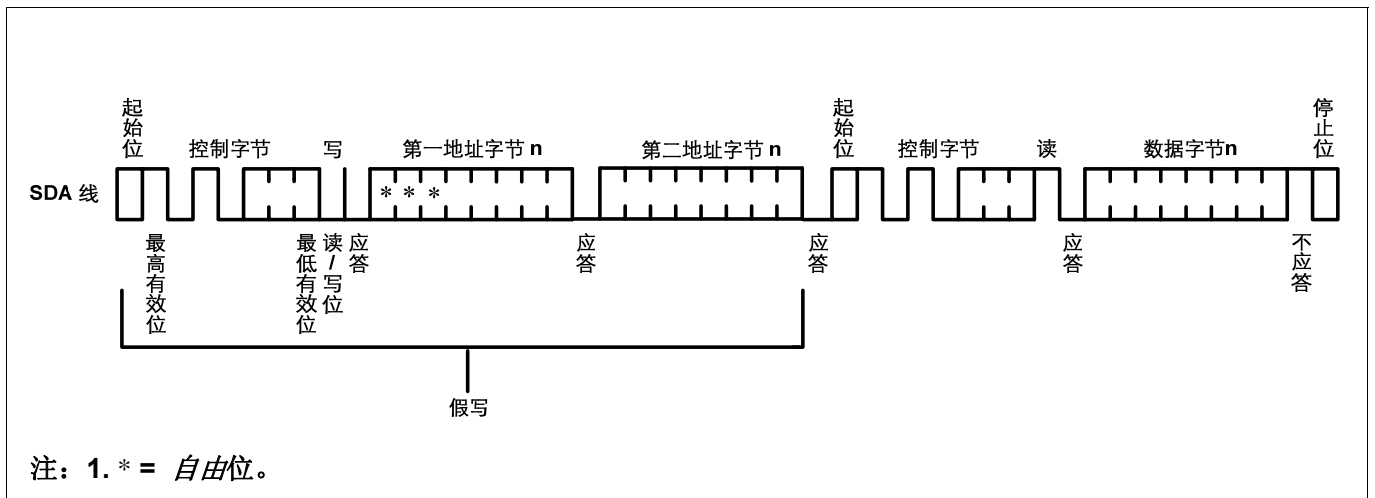 起始位
控制字节
写
第一地址字节 n
第二地址字节 n
起始位
控制字节
读
数据字节n
停止位
SDA 线
* * *
最高有效位
最低有效位
读/写位
应答
应答
应答
应答
不应答
假写
注：1. * = 自由位。